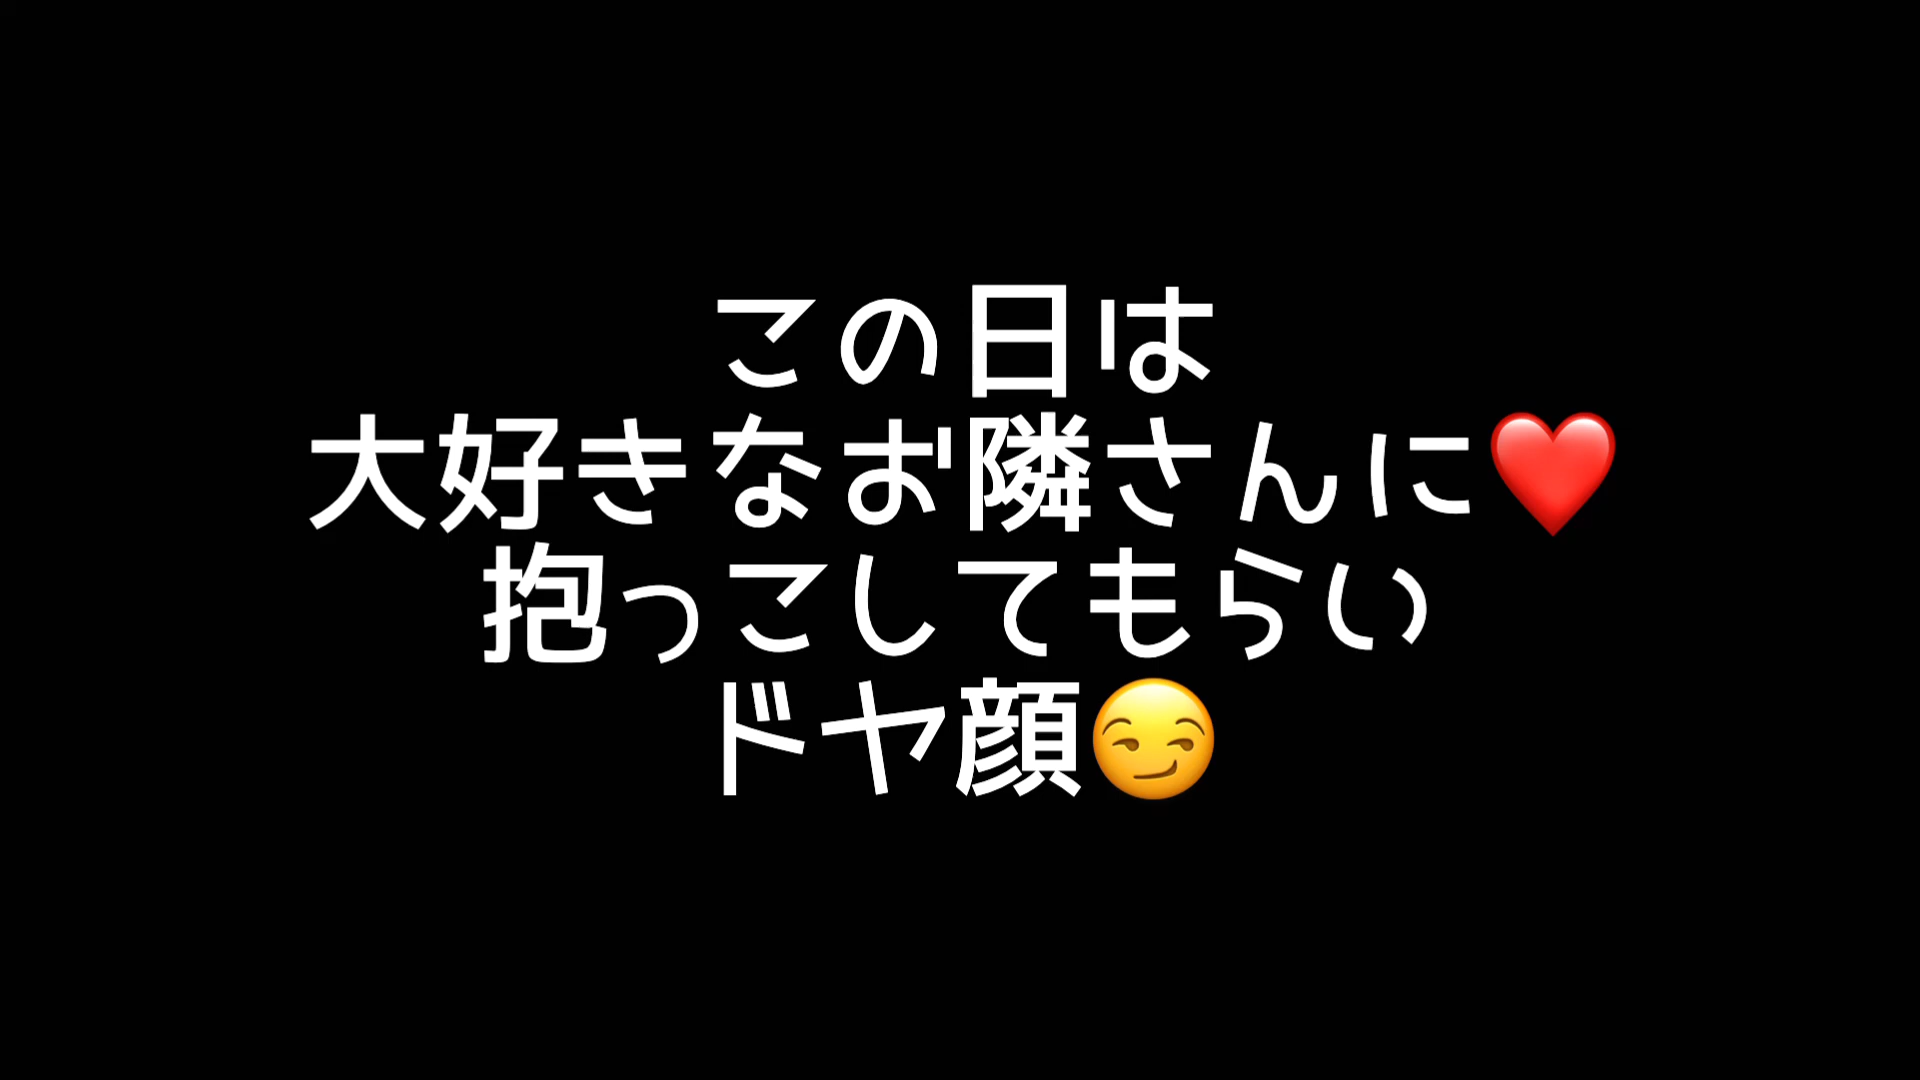 この日は
大好きなお隣さんに❤️
抱っこしてもらい
ドヤ顔😏